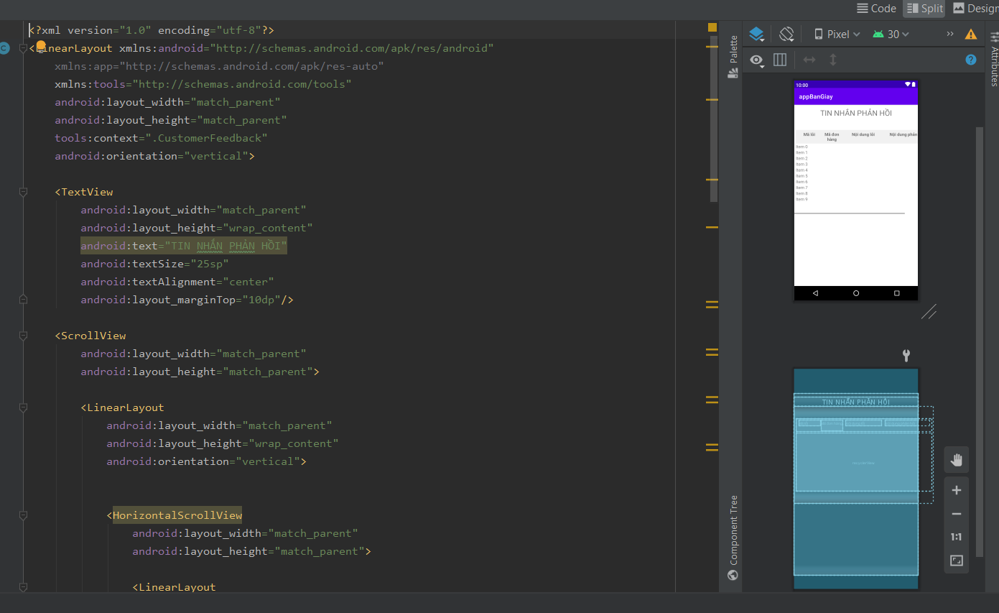 Code Split Design
<?xml version="1.0" encoding="utf-8"?>
<LinearLayout xmlns:android="http://schemas.android.com/apk/res/android"
xmlns:app="http://schemas.android.com/apk/res-auto"
xmlns:tools="http://schemas.android.com/tools"
android:layout_width="match_parent"
android:layout_height="match_parent"
tools:context=".CustomerFeedback"
android:orientation="vertical">
<TextView
android:layout_width="match_parent"
android:layout_height="wrap_content"
android:text="TIN NHẮN PHẢN HỒI"
android:textSize="25sp"
android:textAlignment="center"
android:layout_marginTop="10dp"/>
<ScrollView
android:layout_width="match_parent"
android:layout_height="match_parent">
<LinearLayout
android:layout_width="match_parent"
android:layout_height="wrap_content"
android:orientation="vertical">
<HorizontalScrollView
android:layout_width="match_parent"
android:layout_height="match_parent">
<LinearLayout
Palette
Component Tree
Pixel 30
Attributes
10:00
appBanGiay
TIN NHẮN PHẢN HỒI
Mã lỗi Mã đơn hàng Nội dung lỗi Nội dung phản
Item 0
Item 1
Item 2
Item 3
Item 4
Item 5
Item 6
Item 7
Item 8
Item 9
TIN NHẮN PHẢN HỒI
1:1